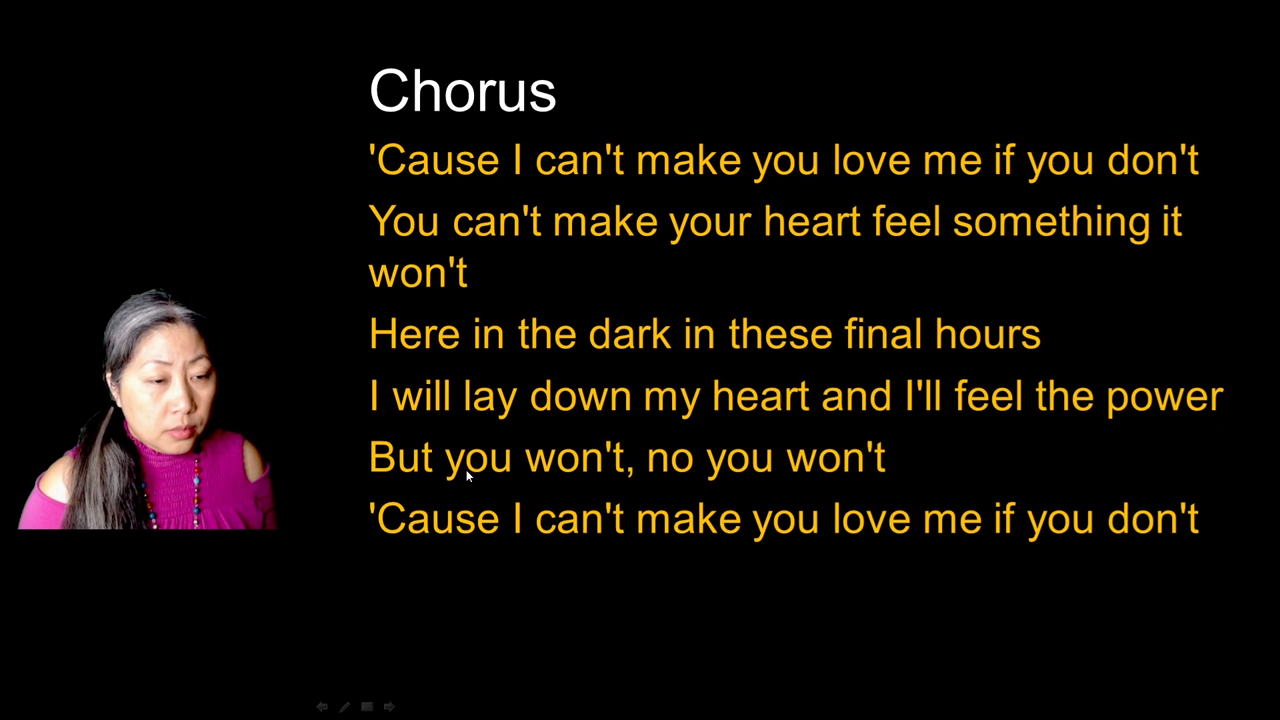 Chorus
'Cause I can't make you love me if you don't
You can't make your heart feel something it
won't
Here in the dark in these final hours
I will lay down my heart and I'll feel the power
But you won't, no you won't
'Cause I can't make you love me if you don't